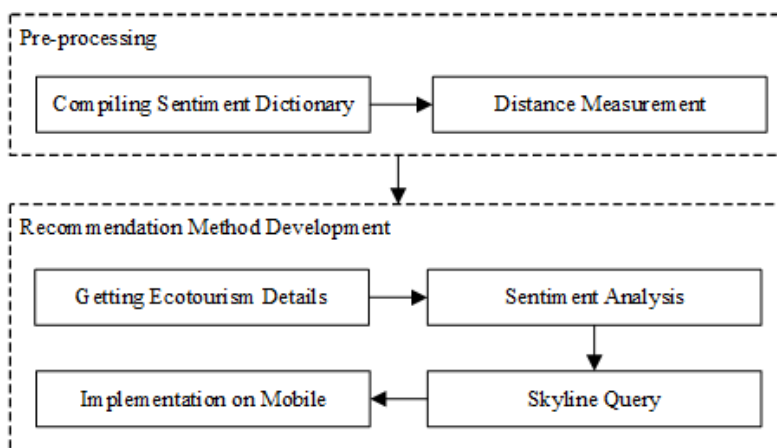 Pre-processing
Compiling Sentiment Dictionary
Distance Measurement
Recommendation Method Development
Getting Ecotourism Details
Sentiment Analysis
Implementation on Mobile
Skyline Query